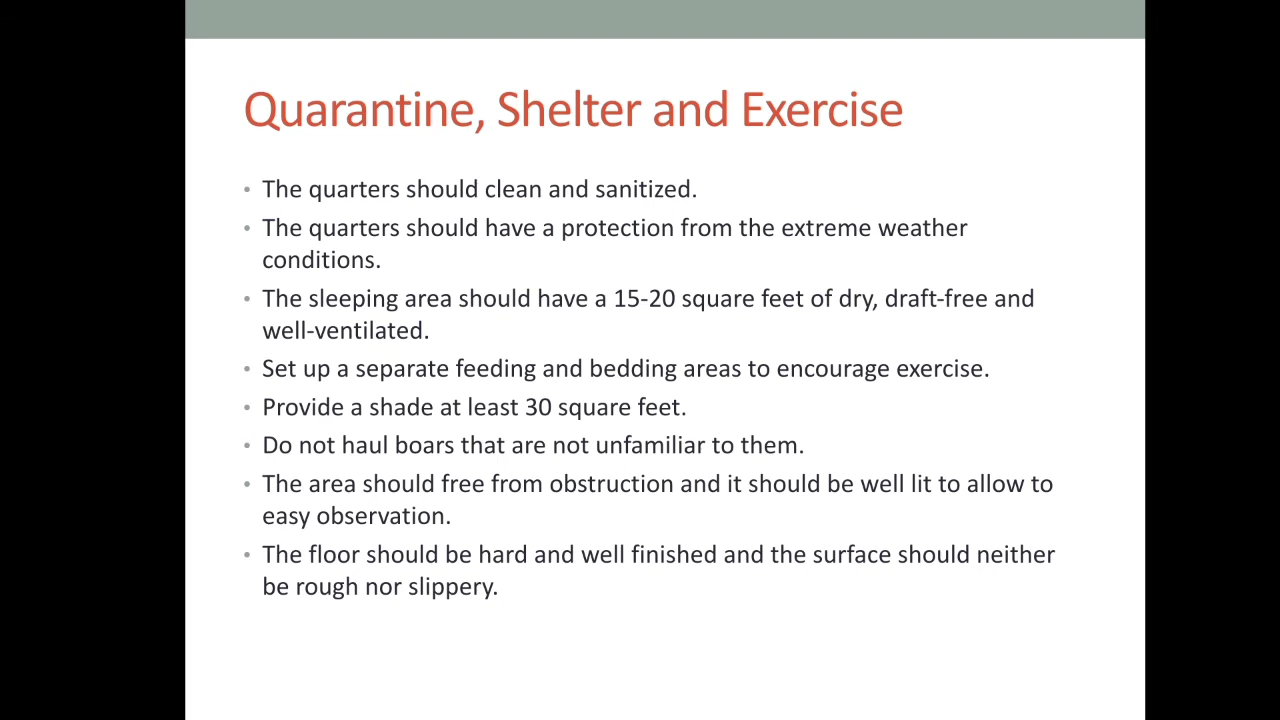 Quarantine, Shelter and Exercise
• The quarters should clean and sanitized.
• The quarters should have a protection from the extreme weather
conditions.
• The sleeping area should have a 15-20 square feet of dry, draft-free and
well-ventilated.
• Set up a separate feeding and bedding areas to encourage exercise.
• Provide a shade at least 30 square feet.
• Do not haul boars that are not unfamiliar to them.
• The area should free from obstruction and it should be well lit to allow to
easy observation.
• The floor should be hard and well finished and the surface should neither
be rough nor slippery.